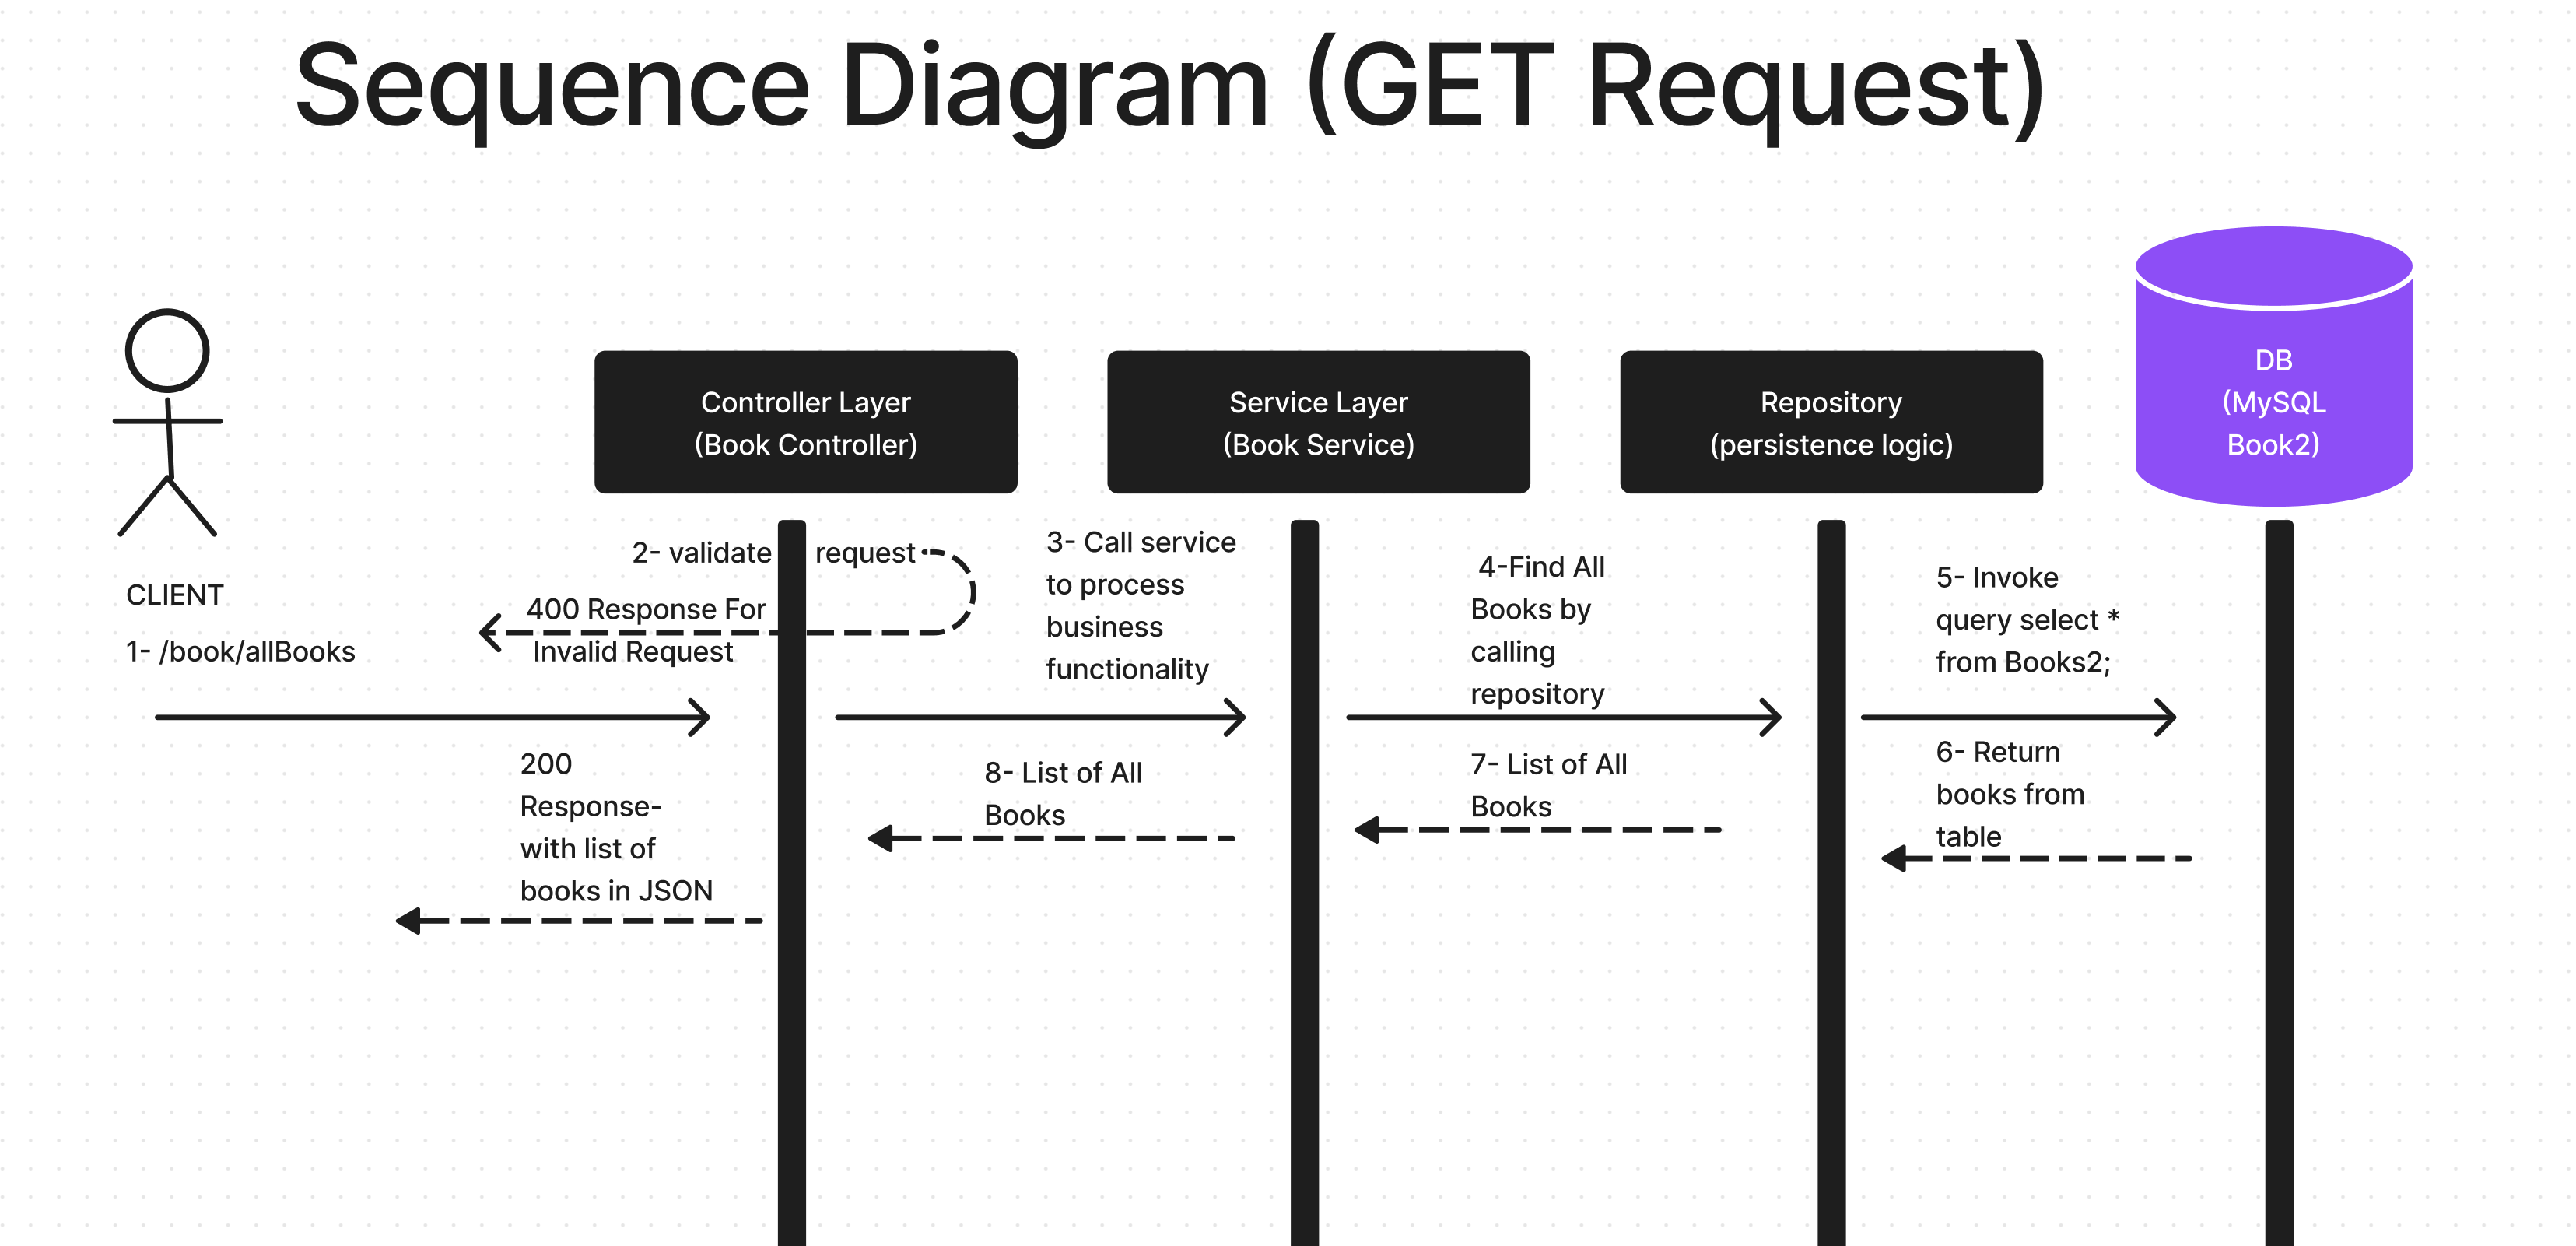 Sequence Diagram (GET Request)
Controller Layer
(Book Controller)
Service Layer
(Book Service)
Repository
(persistence logic)
DB
(MySQL
Book2)
CLIENT
1- /book/allBooks
2- validate request
400 Response For
Invalid Request
3- Call service
to process
business
functionality
4-Find All
Books by
calling
repository
5- Invoke
query select *
from Books2;
6- Return
books from
table
7- List of All
Books
8- List of All
Books
200
Response-
with list of
books in JSON